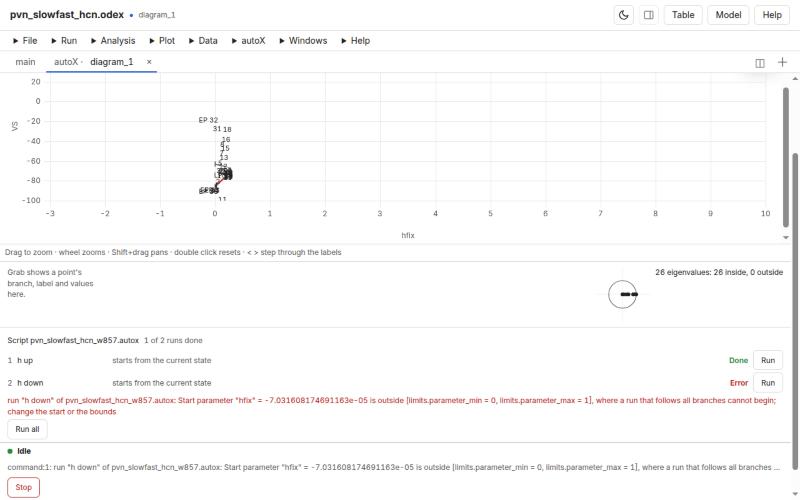 pvn_slowfast_hcn.odex • diagram_1
Table Model Help
File Run Analysis Plot Data autoX Windows Help
main autoX · diagram_1 ×
20
0
-20
-40
-60
-80
-100
VS
EP 32
31 18
16
15
13
11
-3 -2 -1 0 1 2 3 4 5 6 7 8 9 10
hfix
Drag to zoom · wheel zooms · Shift+drag pans · double click resets · < > step through the labels
Grab shows a point's
branch, label and values
here.
26 eigenvalues: 26 inside, 0 outside
Script pvn_slowfast_hcn_w857.autox 1 of 2 runs done
1 h up starts from the current state Done Run
2 h down starts from the current state Error Run
run "h down" of pvn_slowfast_hcn_w857.autox: Start parameter "hfix" = -7.031608174691163e-05 is outside [limits.parameter_min = 0, limits.parameter_max = 1], where a run that follows all branches cannot begin;
change the start or the bounds
Run all
Idle
command:1: run "h down" of pvn_slowfast_hcn_w857.autox: Start parameter "hfix" = -7.031608174691163e-05 is outside [limits.parameter_min = 0, limits.parameter_max = 1], where a run that follows all branches ...
Stop